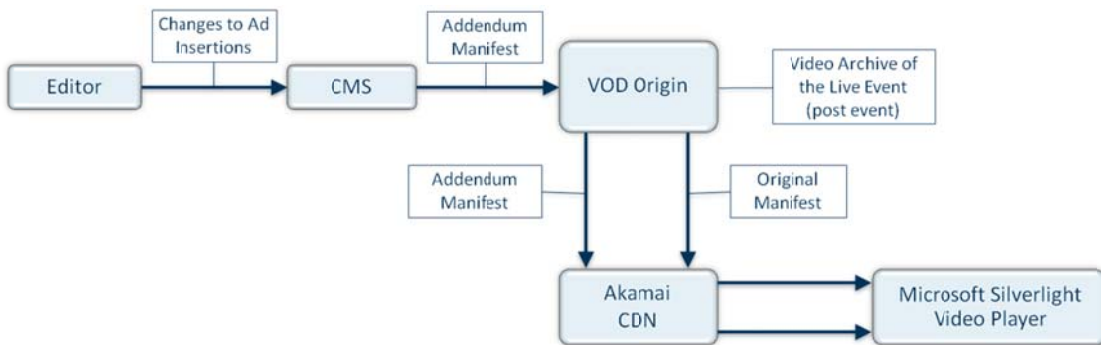 Changes to Ad
Insertions
Addendum
Manifest
Editor
CMS
VOD Origin
Video Archive of
the Live Event
(post event)
Addendum
Manifest
Original
Manifest
Akamai
CDN
Microsoft Silverlight
Video Player